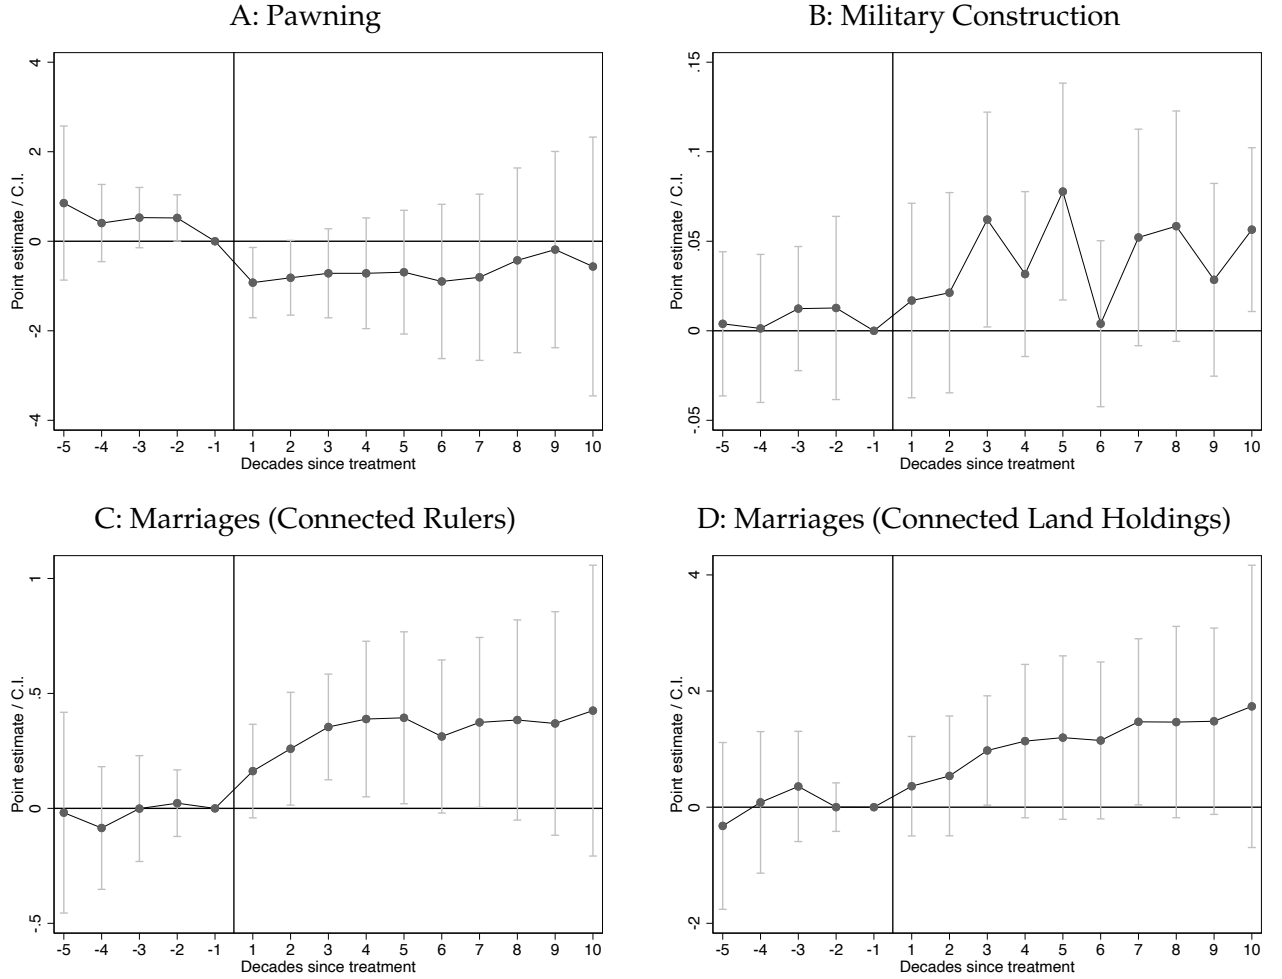 A: Pawning
Point estimate / C.I.
4
2
0
-2
-4
-5 -4 -3 -2 -1 1 2 3 4 5 6 7 8 9 10
Decades since treatment
B: Military Construction
Point estimate / C.I.
.15
.1
.05
0
-.05
-5 -4 -3 -2 -1 1 2 3 4 5 6 7 8 9 10
Decades since treatment
C: Marriages (Connected Rulers)
Point estimate / C.I.
1
.5
0
-.5
-5 -4 -3 -2 -1 1 2 3 4 5 6 7 8 9 10
Decades since treatment
D: Marriages (Connected Land Holdings)
Point estimate / C.I.
4
2
0
-2
-5 -4 -3 -2 -1 1 2 3 4 5 6 7 8 9 10
Decades since treatment